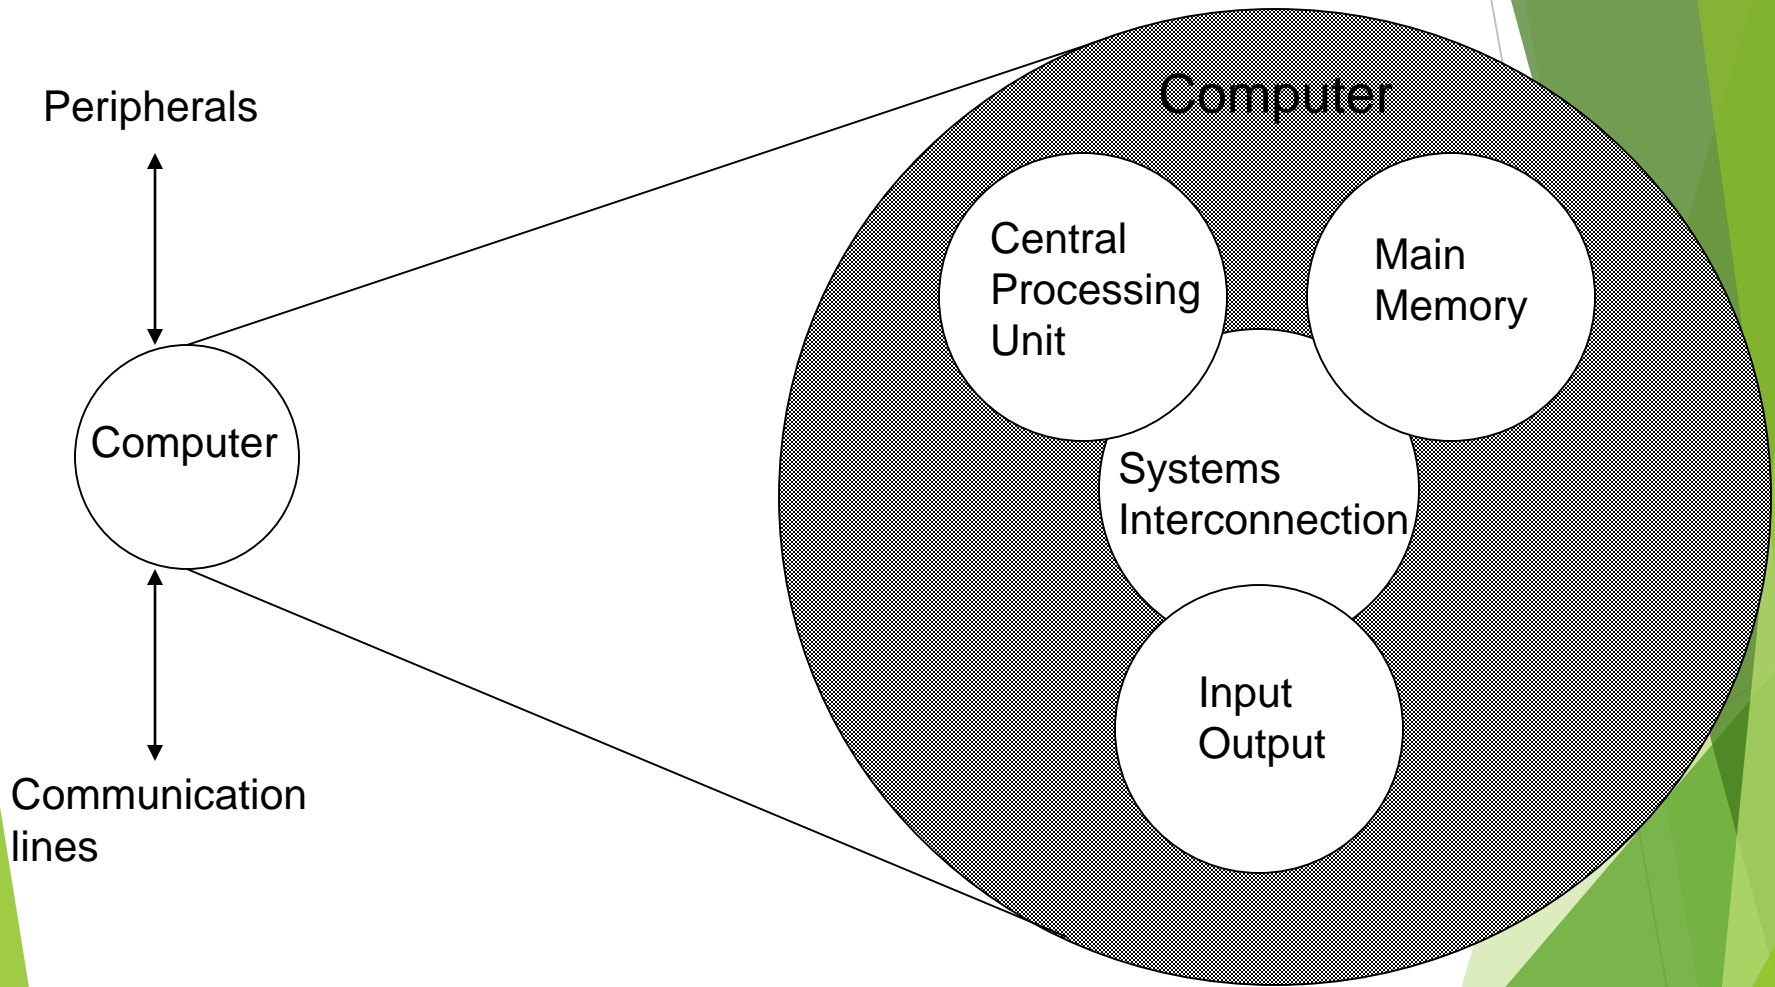 Peripherals
Computer
Communication
lines
Computer
Central
Processing
Unit
Main
Memory
Systems
Interconnection
Input
Output